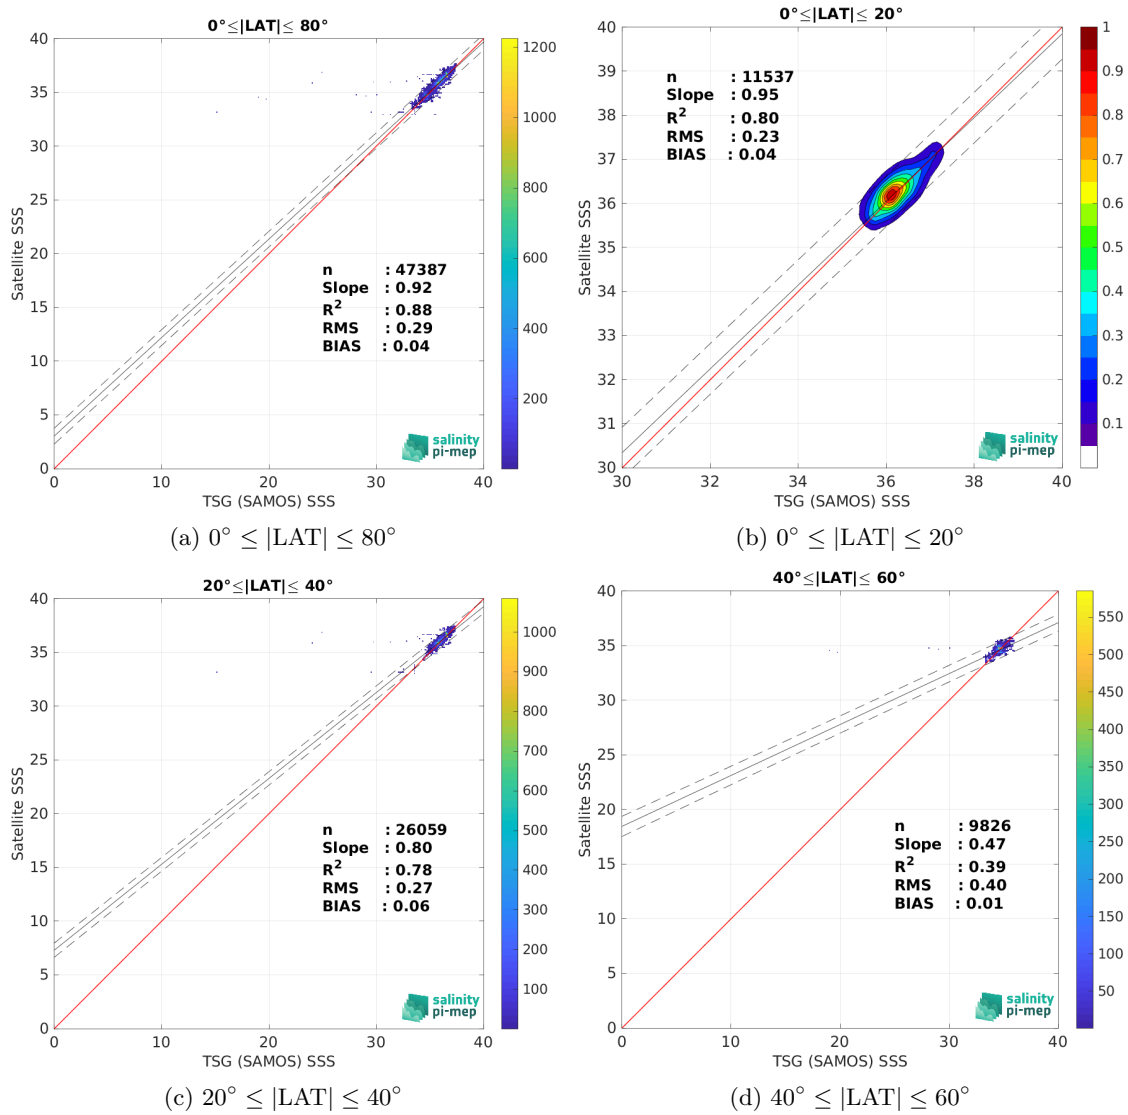 0°≤|LAT|≤ 80°
40
35
30
25
20
15
10
5
0
Satellite SSS
n : 47387
Slope : 0.92
R² : 0.88
RMS : 0.29
BIAS : 0.04
salinity
pi-mep
0 10 20 30 40
TSG (SAMOS) SSS
1200
1000
800
600
400
200
(a) 0° ≤ |LAT| ≤ 80°
0°≤|LAT|≤ 20°
40
39
38
37
36
35
34
33
32
31
30
Satellite SSS
n : 11537
Slope : 0.95
R² : 0.80
RMS : 0.23
BIAS : 0.04
salinity
pi-mep
30 32 34 36 38 40
TSG (SAMOS) SSS
1
0.9
0.8
0.7
0.6
0.5
0.4
0.3
0.2
0.1
(b) 0° ≤ |LAT| ≤ 20°
20°≤|LAT|≤ 40°
40
35
30
25
20
15
10
5
0
Satellite SSS
n : 26059
Slope : 0.80
R² : 0.78
RMS : 0.27
BIAS : 0.06
salinity
pi-mep
0 10 20 30 40
TSG (SAMOS) SSS
1000
900
800
700
600
500
400
300
200
100
(c) 20° ≤ |LAT| ≤ 40°
40°≤|LAT|≤ 60°
40
35
30
25
20
15
10
5
0
Satellite SSS
n : 9826
Slope : 0.47
R² : 0.39
RMS : 0.40
BIAS : 0.01
salinity
pi-mep
0 10 20 30 40
TSG (SAMOS) SSS
550
500
450
400
350
300
250
200
150
100
50
(d) 40° ≤ |LAT| ≤ 60°